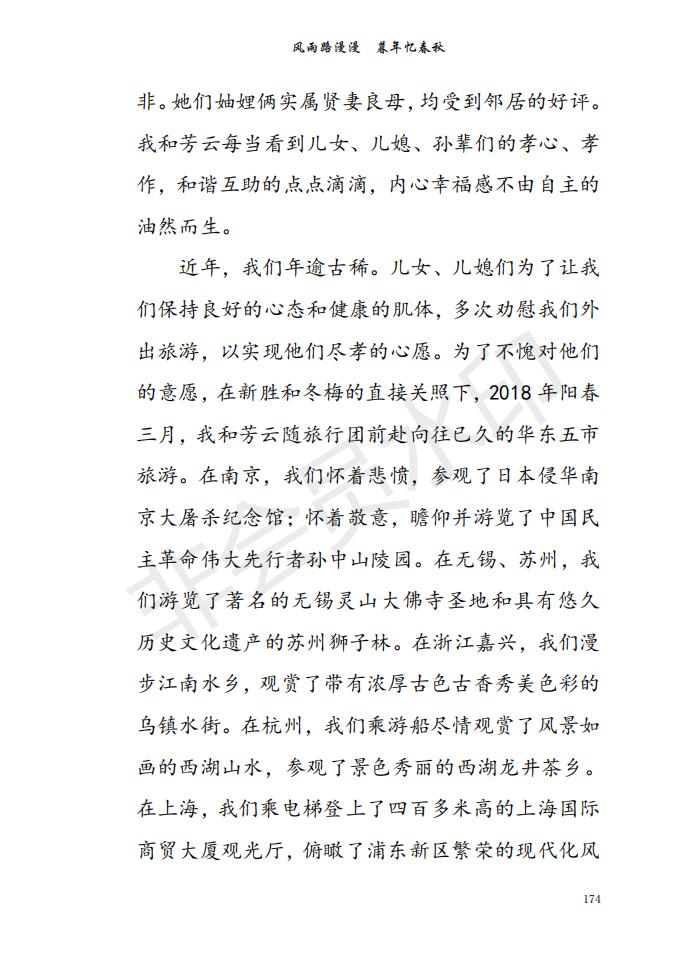 风雨路漫漫　暮年忆春秋
非。她们妯娌俩实属贤妻良母，均受到邻居的好评。
我和芳云每当看到儿女、儿媳、孙辈们的孝心、孝
作，和谐互助的点点滴滴，内心幸福感不由自主的
油然而生。
近年，我们年逾古稀。儿女、儿媳们为了让我
们保持良好的心态和健康的肌体，多次劝慰我们外
出旅游，以实现他们尽孝的心愿。为了不愧对他们
的意愿，在新胜和冬梅的直接关照下，2018 年阳春
三月，我和芳云随旅行团前赴向往已久的华东五市
旅游。在南京，我们怀着悲愤，参观了日本侵华南
京大屠杀纪念馆；怀着敬意，瞻仰并游览了中国民
主革命伟大先行者孙中山陵园。在无锡、苏州，我
们游览了著名的无锡灵山大佛寺圣地和具有悠久
历史文化遗产的苏州狮子林。在浙江嘉兴，我们漫
步江南水乡，观赏了带有浓厚古色古香秀美色彩的
乌镇水街。在杭州，我们乘游船尽情观赏了风景如
画的西湖山水，参观了景色秀丽的西湖龙井茶乡。
在上海，我们乘电梯登上了四百多米高的上海国际
商贸大厦观光厅，俯瞰了浦东新区繁荣的现代化风
174
非会员水印